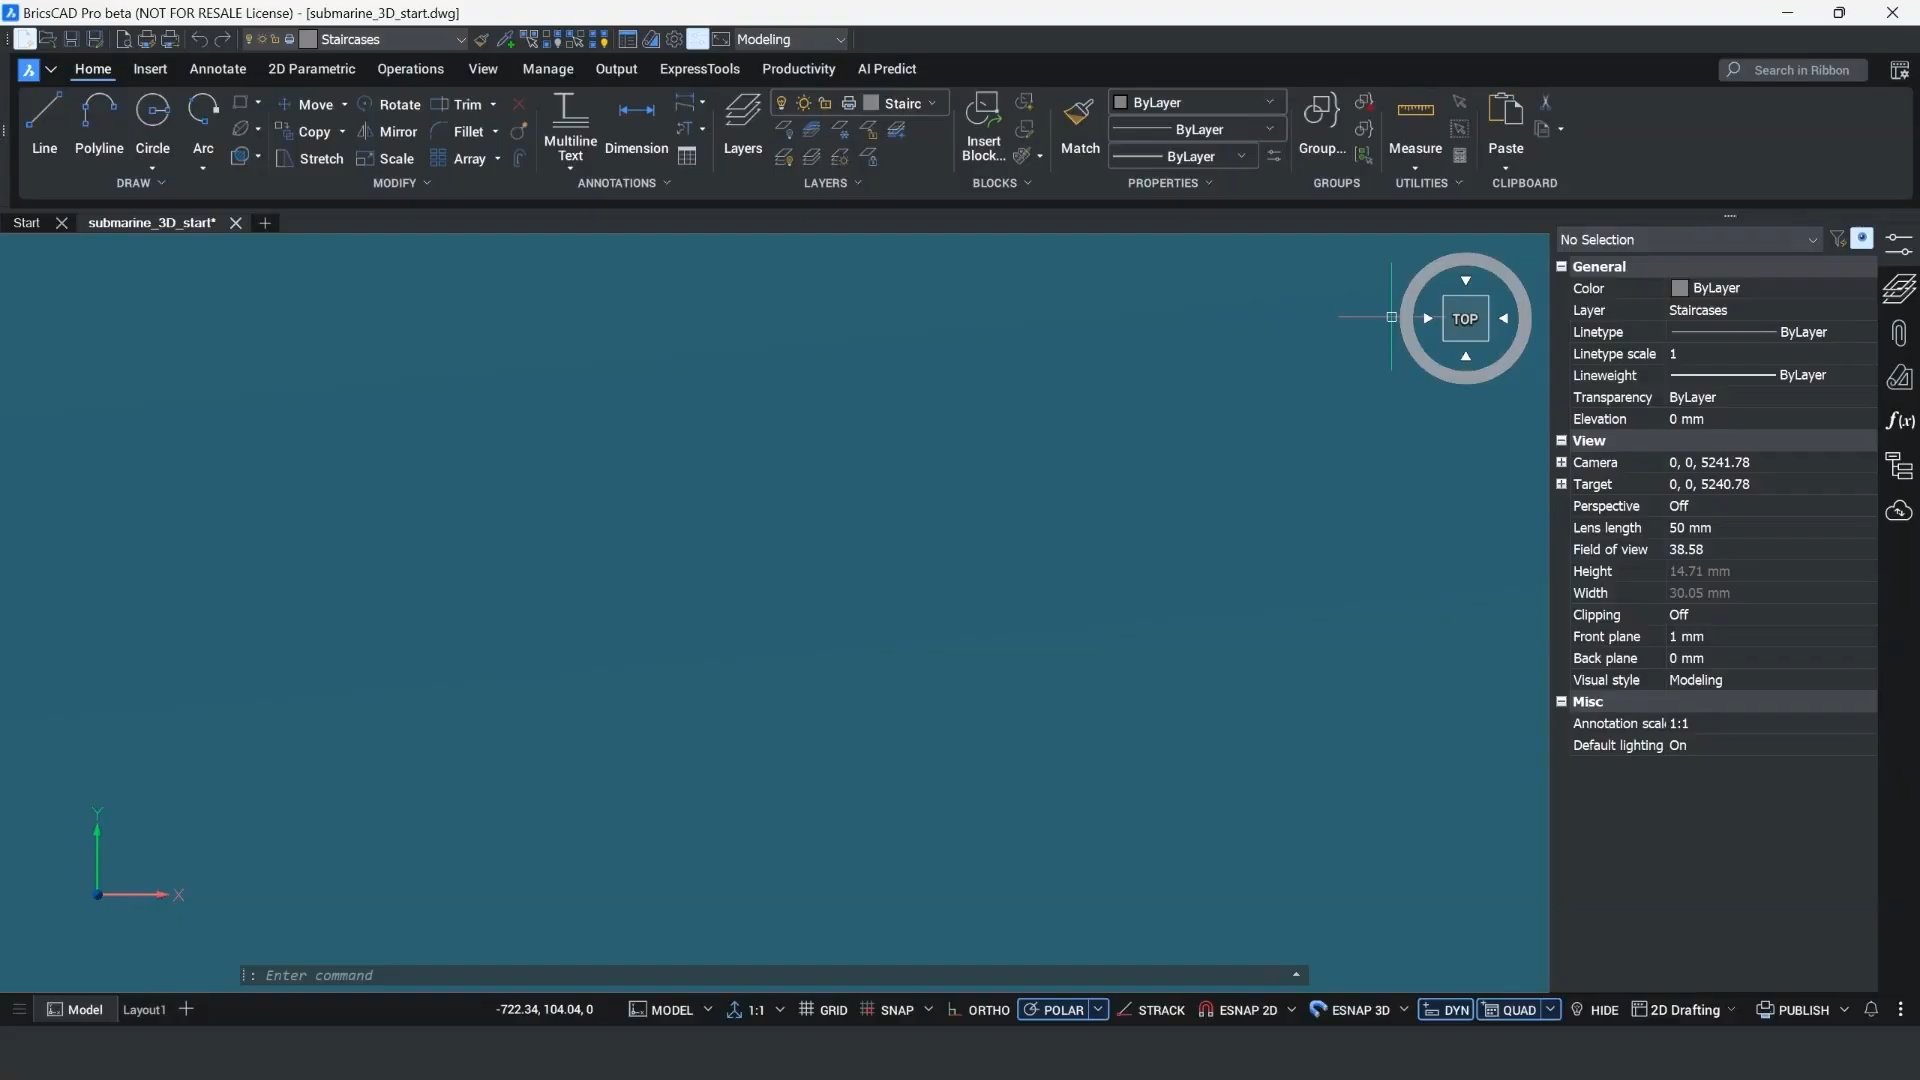 BricsCAD Pro beta (NOT FOR RESALE License) - [submarine_3D_start.dwg]
Staircases
Modeling
Home Insert Annotate 2D Parametric Operations View Manage Output ExpressTools Productivity AI Predict
Search in Ribbon
Line
Polyline
Circle
Arc
DRAW
Move
Rotate
Trim
Copy
Mirror
Fillet
Stretch
Scale
Array
MODIFY
Multiline
Text
Dimension
ANNOTATIONS
Layers
Stairc
LAYERS
Insert
Block...
BLOCKS
Match
ByLayer
ByLayer
ByLayer
PROPERTIES
Group...
GROUPS
Measure
UTILITIES
Paste
CLIPBOARD
Start
submarine_3D_start*
No Selection
General
Color ByLayer
Layer Staircases
Linetype ByLayer
Linetype scale 1
Lineweight ByLayer
Transparency ByLayer
Elevation 0 mm
View
Camera 0, 0, 5241.78
Target 0, 0, 5240.78
Perspective Off
Lens length 50 mm
Field of view 38.58
Height 14.71 mm
Width 30.05 mm
Clipping Off
Front plane 1 mm
Back plane 0 mm
Visual style Modeling
Misc
Annotation scal 1:1
Default lighting On
f(x)
TOP
Y
X
: Enter command
Model Layout1
-722.34, 104.04, 0
MODEL 1:1 GRID SNAP ORTHO POLAR STRACK ESNAP 2D ESNAP 3D DYN QUAD HIDE 2D Drafting PUBLISH